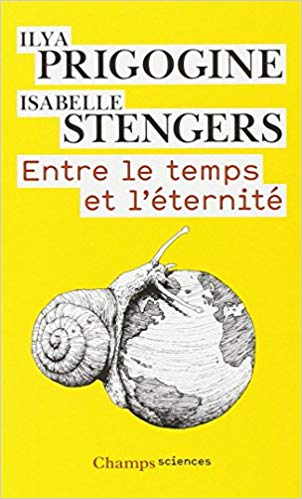 ILYA
PRIGOGINE
ISABELLE
STENGERS
Entre le temps
et l'éternité
Champs sciences